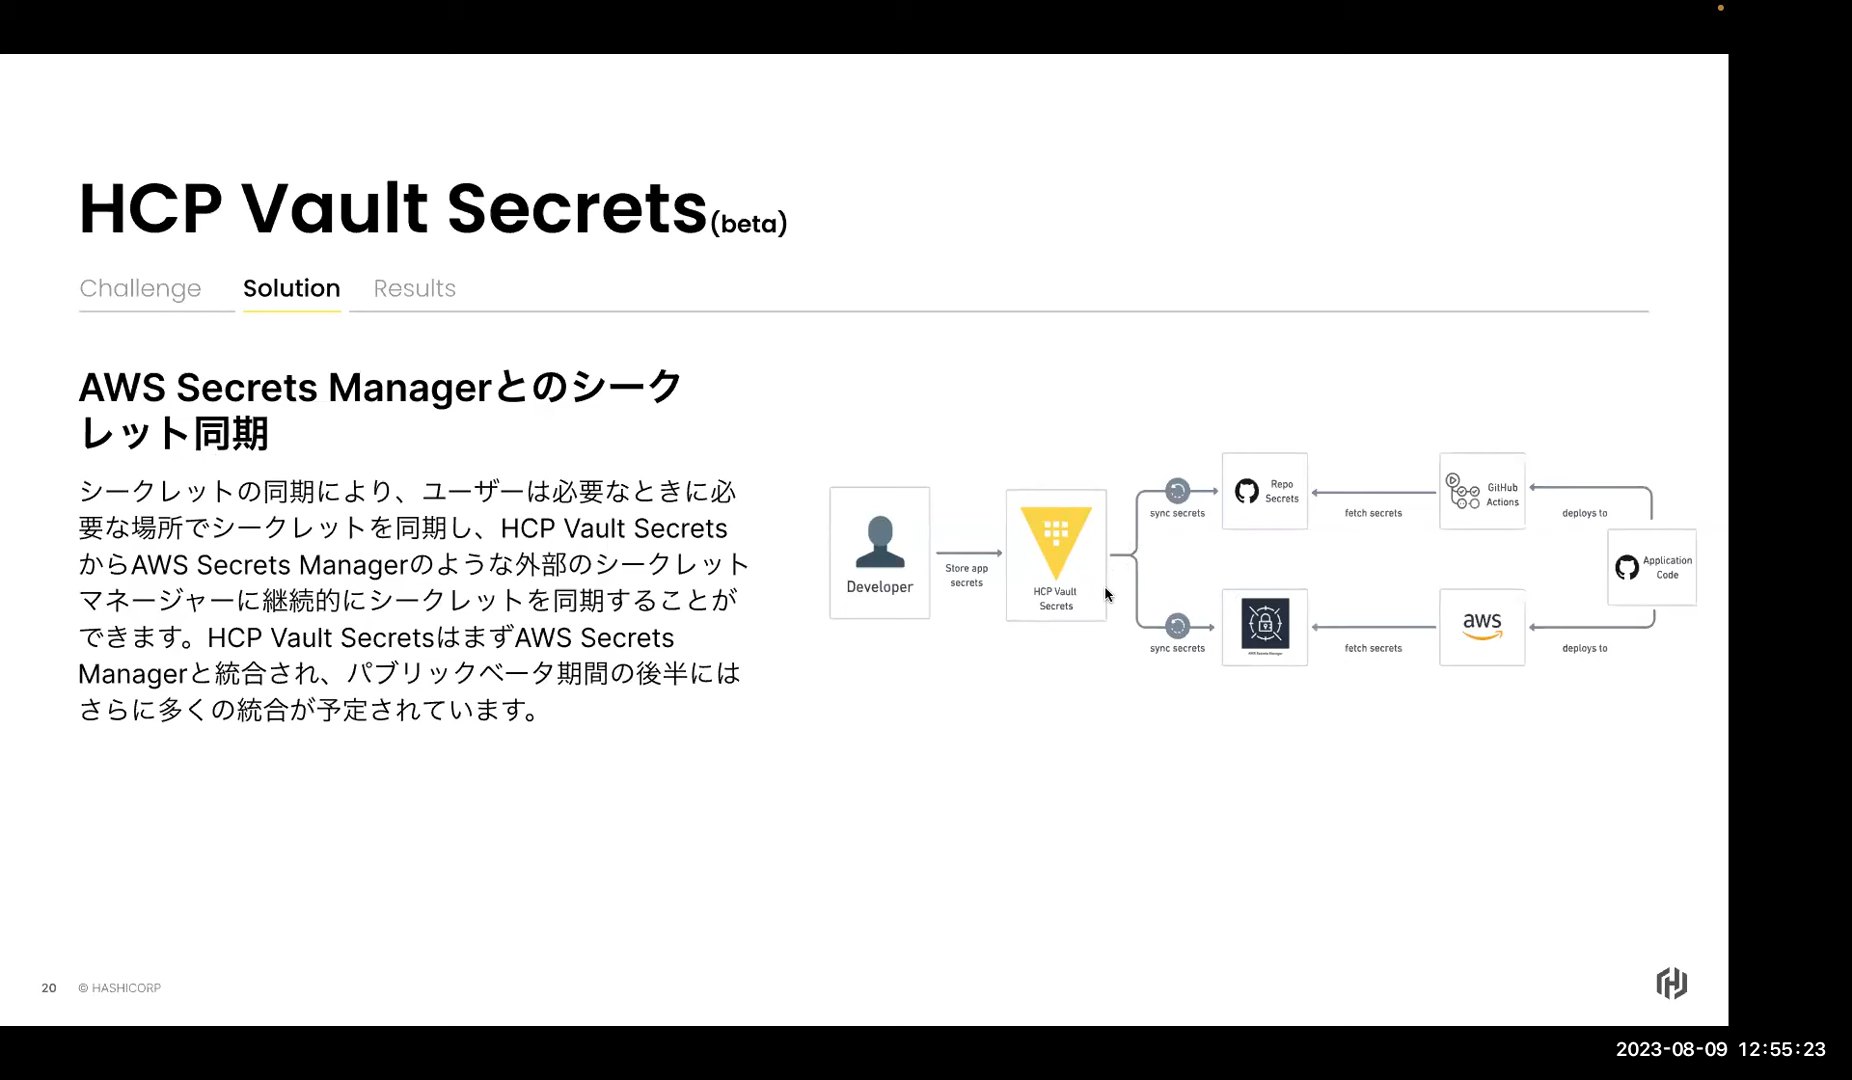 HCP Vault Secrets(beta)
Challenge
Solution
Results
AWS Secrets Managerとのシーク
レット同期
シークレットの同期により、ユーザーは必要なときに必
要な場所でシークレットを同期し、HCP Vault Secrets
からAWS Secrets Managerのような外部のシークレット
マネージャーに継続的にシークレットを同期することが
できます。HCP Vault SecretsはまずAWS Secrets
Managerと統合され、パブリックベータ期間の後半には
さらに多くの統合が予定されています。
Developer
Store app
secrets
HCP Vault
Secrets
sync secrets
Repo
Secrets
fetch secrets
GitHub
Actions
deploys to
Application
Code
sync secrets
AWS Secrets Manager
fetch secrets
aws
deploys to
20
© HASHICORP
2023-08-09 12:55:23